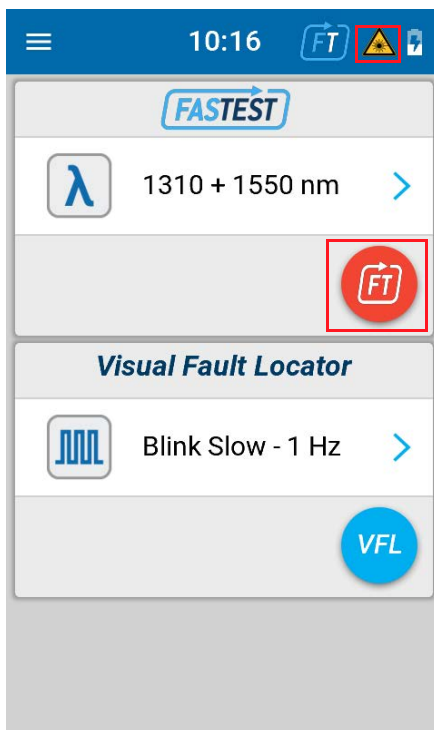 10:16 FT
FASTEST
λ 1310 + 1550 nm
FT
Visual Fault Locator
Blink Slow - 1 Hz
VFL